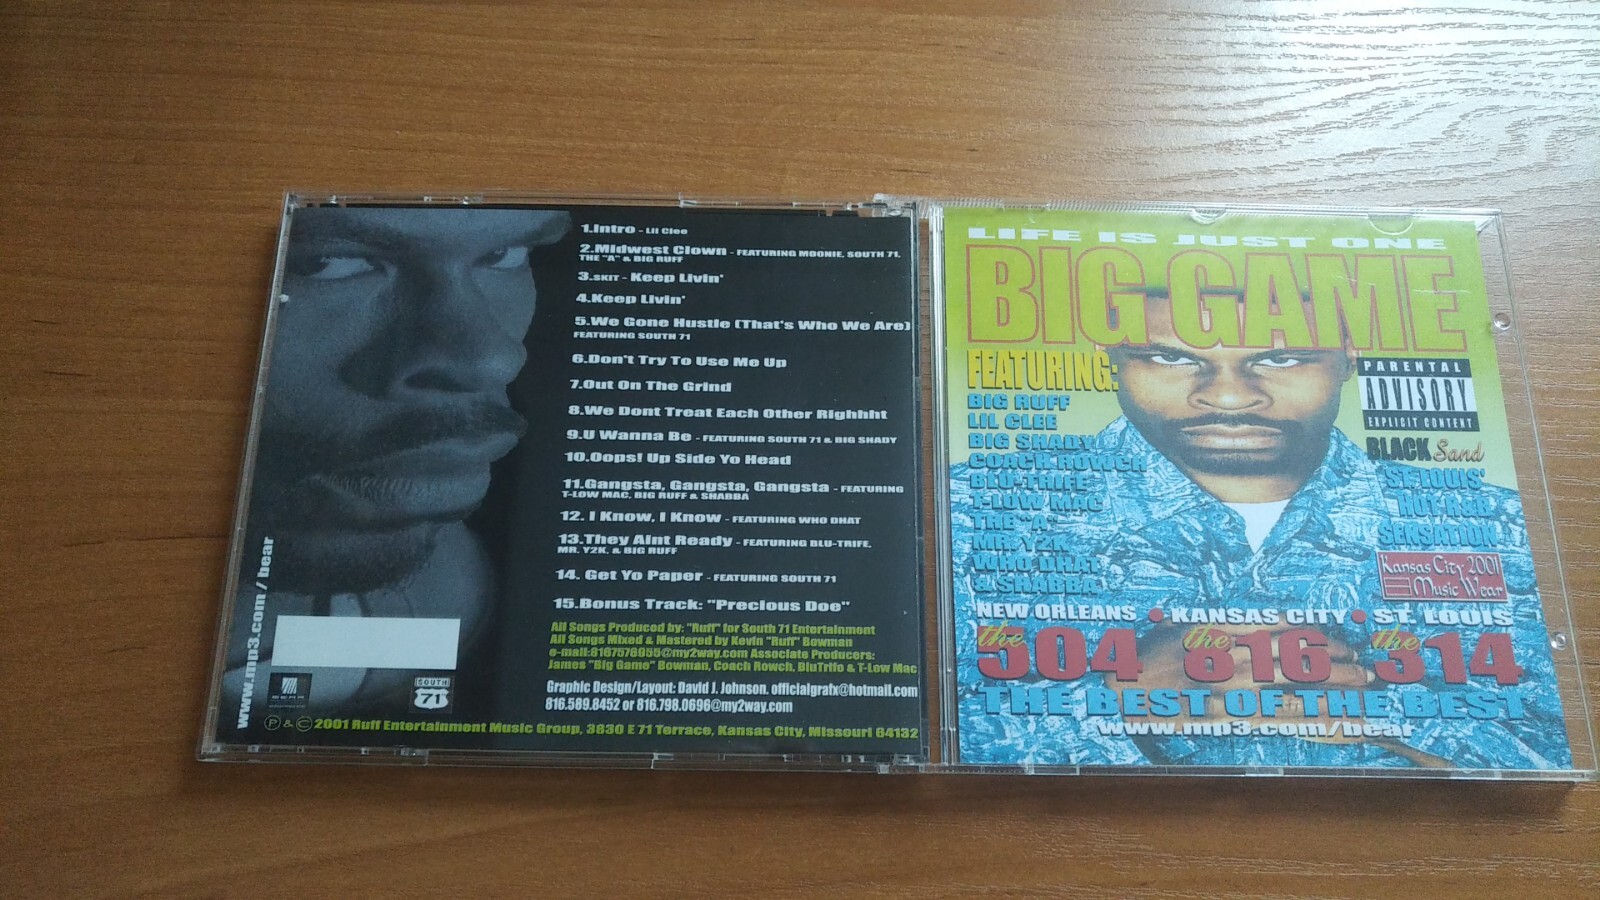 1.Intro - Lil Clee
2.Midwest Clown - FEATURING MOONIE, SOUTH 71,
THE "A" & BIG RUFF
3.SKIT - Keep Livin'
4.Keep Livin'
5.We Gone Hustle (That's Who We Are)
FEATURING SOUTH 71
6.Don't Try To Use Me Up
7.Out On The Grind
8.We Dont Treat Each Other Righhht
9.U Wanna Be - FEATURING SOUTH 71 & BIG SHADY
10.Oops! Up Side Yo Head
11.Gangsta, Gangsta, Gangsta - FEATURING
T-LOW MAC, BIG RUFF & SHABBA
12. I Know, I Know - FEATURING WHO DHAT
13.They AInt Ready - FEATURING BLU-TRIFE,
MR. Y2K, & BIG RUFF
14. Get Yo Paper - FEATURING SOUTH 71
15.Bonus Track: "Precious Doe"
All Songs Produced by: "Ruff" for South 71 Entertainment
All Songs Mixed & Mastered by Kevin "Ruff" Bowman
e-mail:8167576955@my2way.com Associate Producers:
James "Big Game" Bowman, Coach Rowch, BluTrife & T-Low Mac
Graphic Design/Layout: David J. Johnson. officialgrafx@hotmail.com
816.589.8452 or 816.798.0696@my2way.com
Ⓟ & © 2001 Ruff Entertainment Music Group, 3830 E 71 Terrace, Kansas City, Missouri 64132
www.mp3.com/bear
SOUTH
71
LIFE IS JUST ONE
BIG GAME
FEATURING:
BIG RUFF
LIL CLEE
BIG SHADY
COACH ROWCH
BLU-TRIFE
T-LOW MAC
THE "A"
MR. Y2K
WHO DHAT
& SHABBA
PARENTAL
ADVISORY
EXPLICIT CONTENT
BLACK Sand
ST. LOUIS'
HOT R&B
SENSATION
Kansas City 2001
Music Wear
NEW ORLEANS • KANSAS CITY • ST. LOUIS
the 504 the 816 the 314
THE BEST OF THE BEST
www.mp3.com/bear